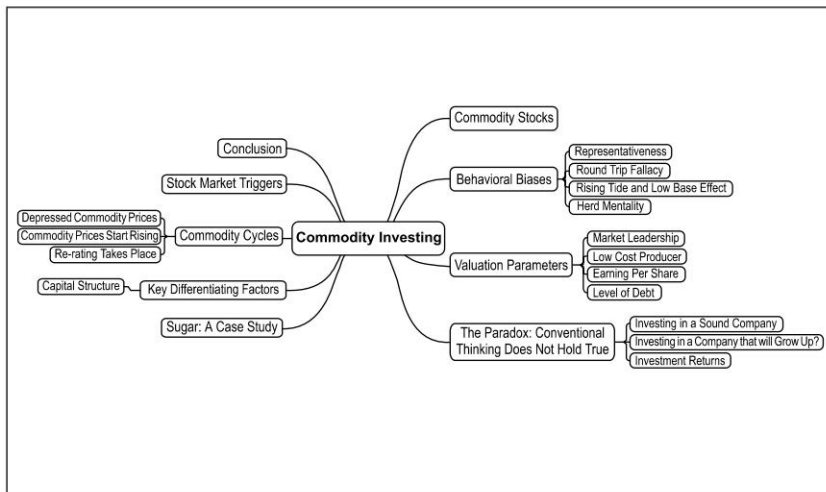 Commodity Investing
Commodity Stocks
Behavioral Biases
Representativeness
Round Trip Fallacy
Rising Tide and Low Base Effect
Herd Mentality
Valuation Parameters
Market Leadership
Low Cost Producer
Earning Per Share
Level of Debt
The Paradox: Conventional
Thinking Does Not Hold True
Investing in a Sound Company
Investing in a Company that will Grow Up?
Investment Returns
Conclusion
Stock Market Triggers
Commodity Cycles
Depressed Commodity Prices
Commodity Prices Start Rising
Re-rating Takes Place
Key Differentiating Factors
Capital Structure
Sugar: A Case Study